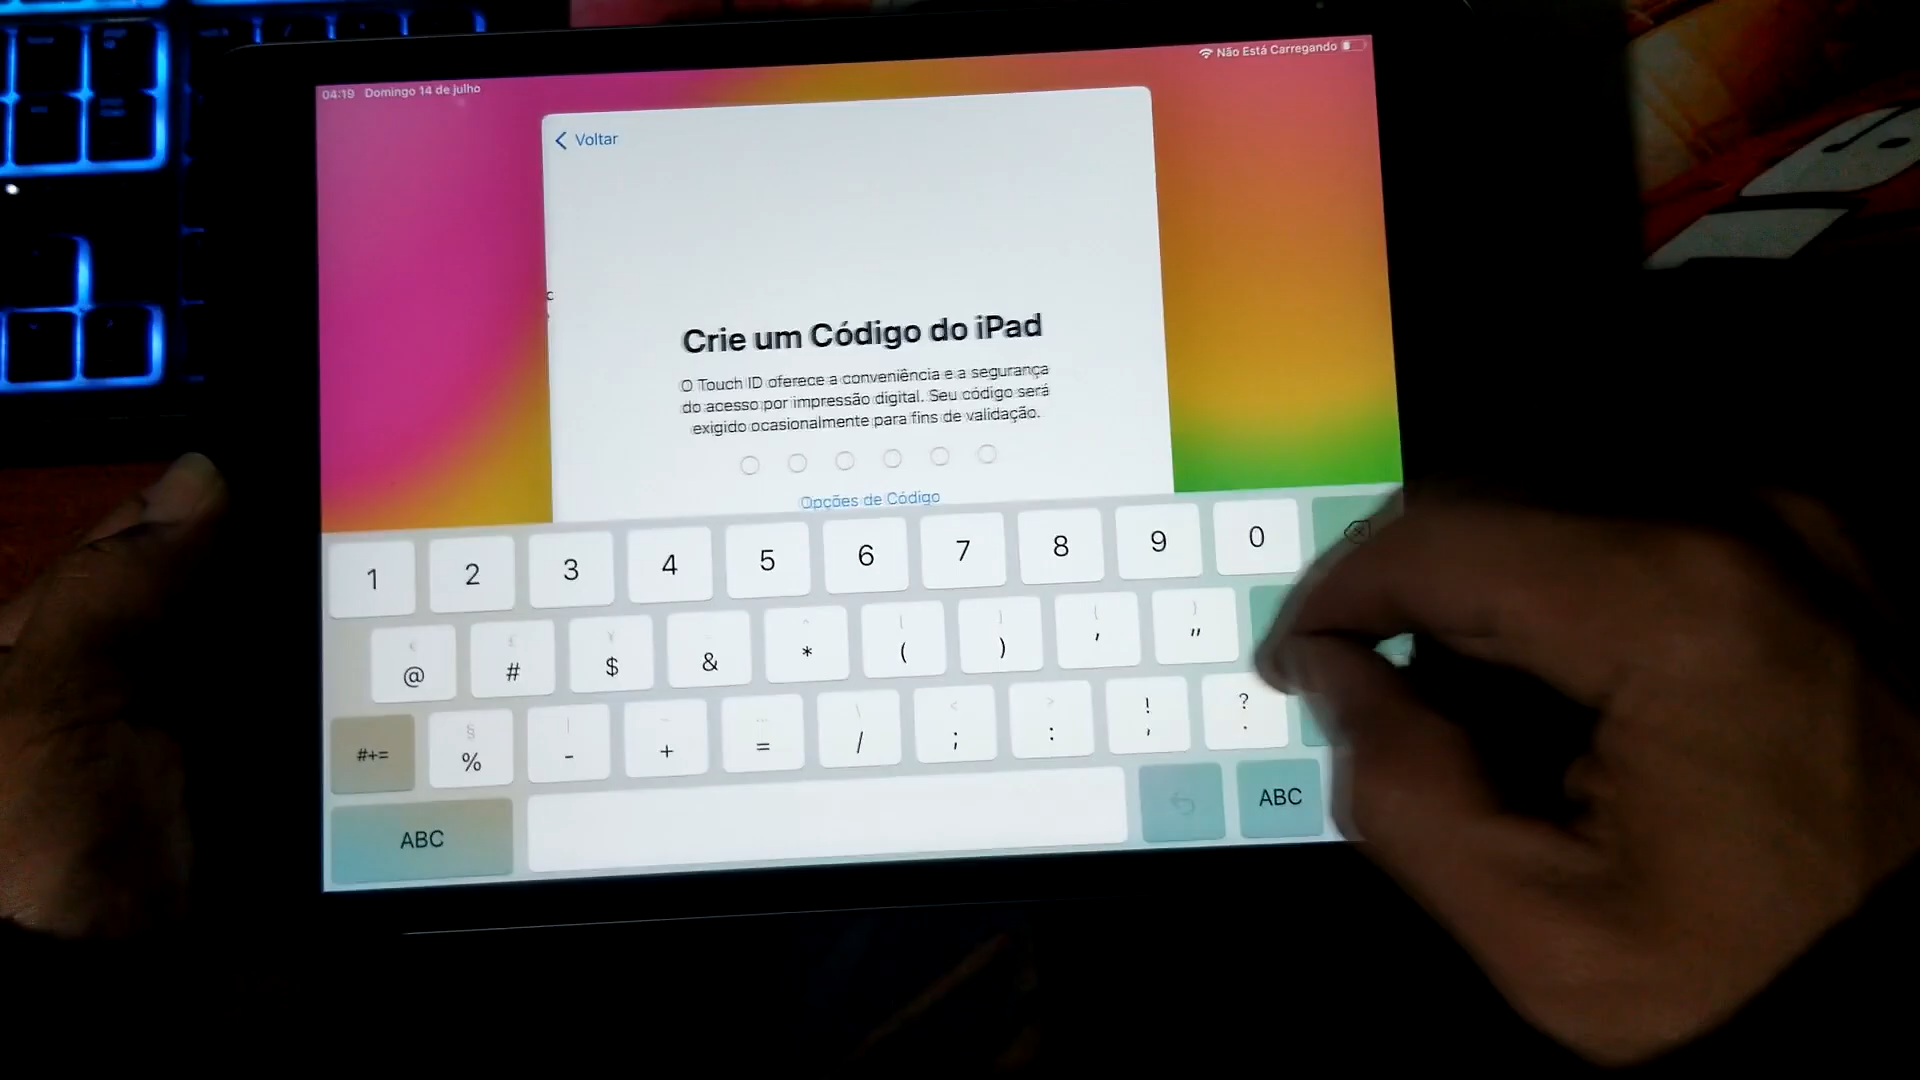 04:19 Domingo 14 de julho
Não Está Carregando
Voltar
Crie um Código do iPad
O Touch ID oferece a conveniência e a segurança
do acesso por impressão digital. Seu código será
exigido ocasionalmente para fins de validação.
Opções de Código
1 2 3 4 5 6 7 8 9 0
@ # $ & * ( ) ' "
#+= % - + = / ; : ! , ? .
ABC ABC